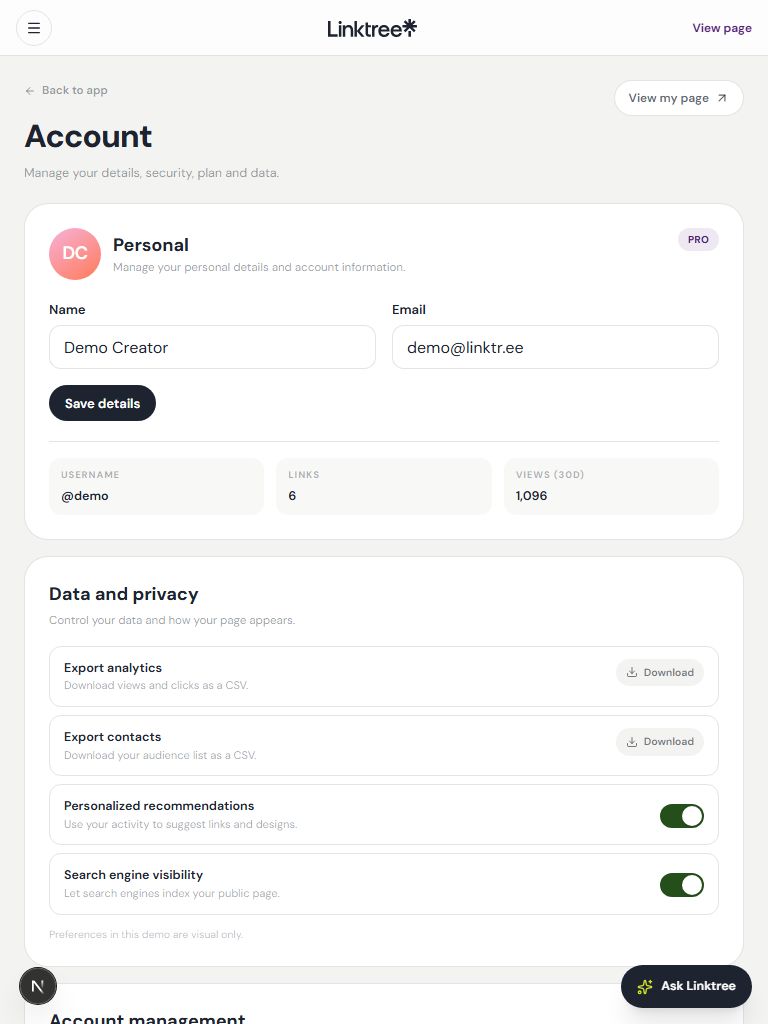 Linktree
View page
Back to app
View my page
Account
Manage your details, security, plan and data.
DC
Personal
Manage your personal details and account information.
PRO
Name
Email
Demo Creator
demo@linktr.ee
Save details
USERNAME
@demo
LINKS
6
VIEWS (30D)
1,096
Data and privacy
Control your data and how your page appears.
Export analytics
Download views and clicks as a CSV.
Download
Export contacts
Download your audience list as a CSV.
Download
Personalized recommendations
Use your activity to suggest links and designs.
Search engine visibility
Let search engines index your public page.
Preferences in this demo are visual only.
N
Ask Linktree
Account management